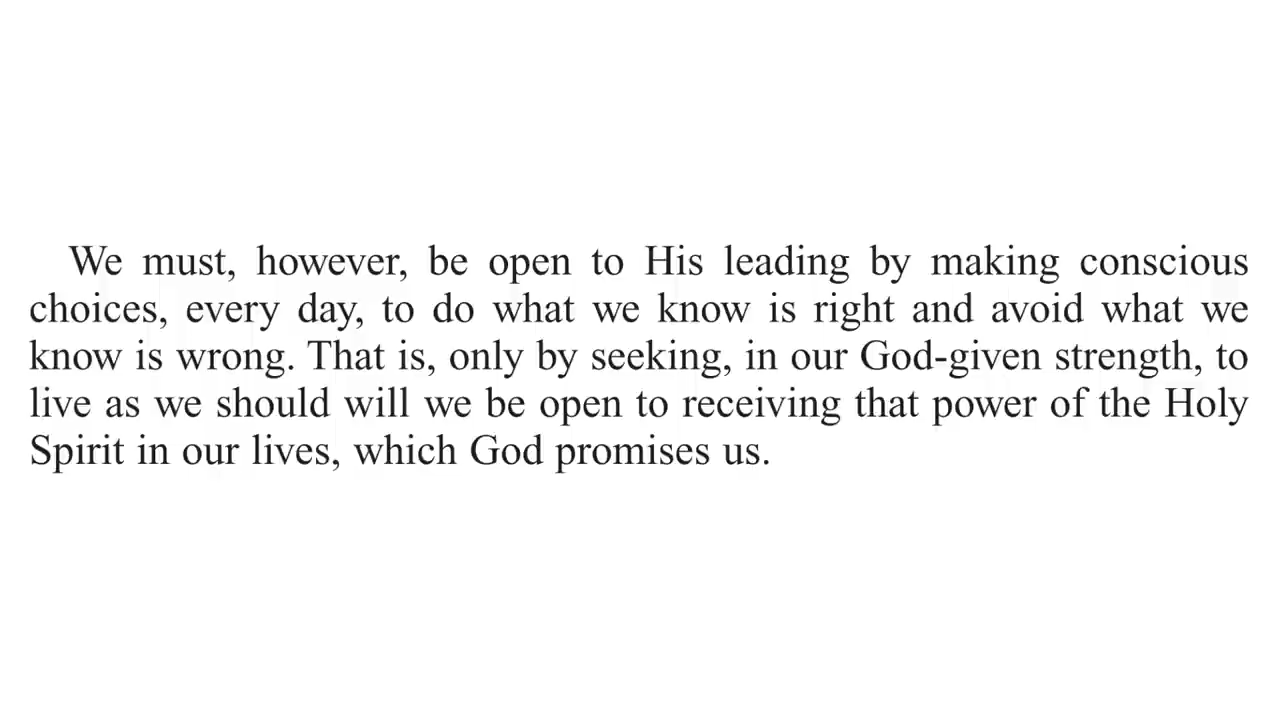 We must, however, be open to His leading by making conscious
choices, every day, to do what we know is right and avoid what we
know is wrong. That is, only by seeking, in our God-given strength, to
live as we should will we be open to receiving that power of the Holy
Spirit in our lives, which God promises us.